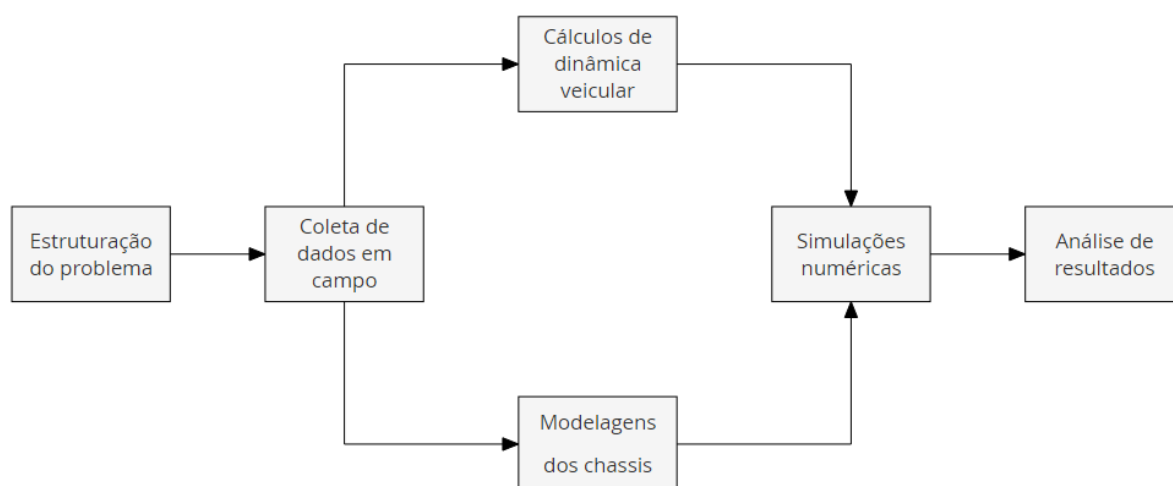 Estruturação
do problema
Coleta de
dados em
campo
Cálculos de
dinâmica
veicular
Modelagens
dos chassis
Simulações
numéricas
Análise de
resultados